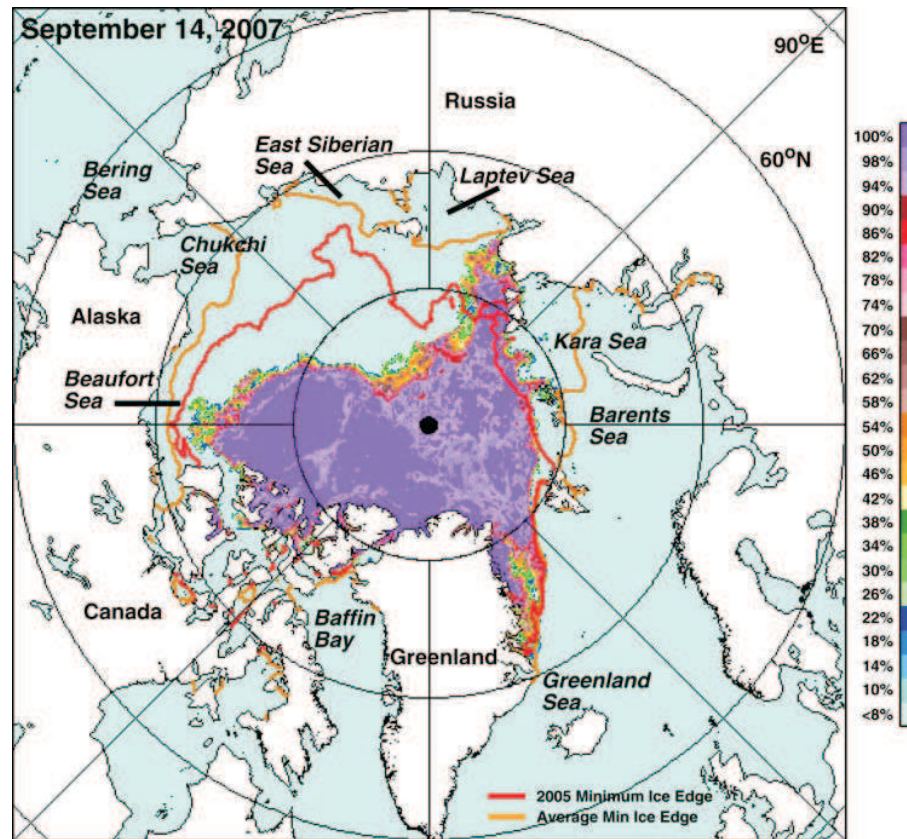 September 14, 2007
90°E
Russia
60°N
East Siberian
Sea
Laptev Sea
Bering
Sea
Chukchi
Sea
Alaska
Kara Sea
Beaufort
Sea
Barents
Sea
Canada
Baffin
Bay
Greenland
Greenland
Sea
2005 Minimum Ice Edge
Average Min Ice Edge
100%
98%
94%
90%
86%
82%
78%
74%
70%
66%
62%
58%
54%
50%
46%
42%
38%
34%
30%
26%
22%
18%
14%
10%
<8%